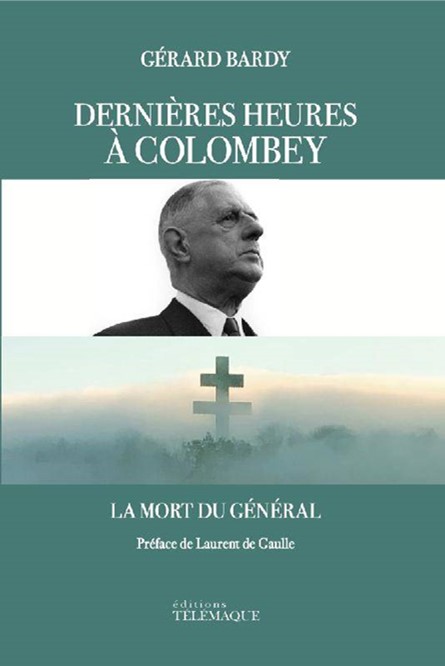 GÉRARD BARDY
DERNIÈRES HEURES
À COLOMBEY
LA MORT DU GÉNÉRAL
Préface de Laurent de Gaulle
éditions
TÉLÉMAQUE